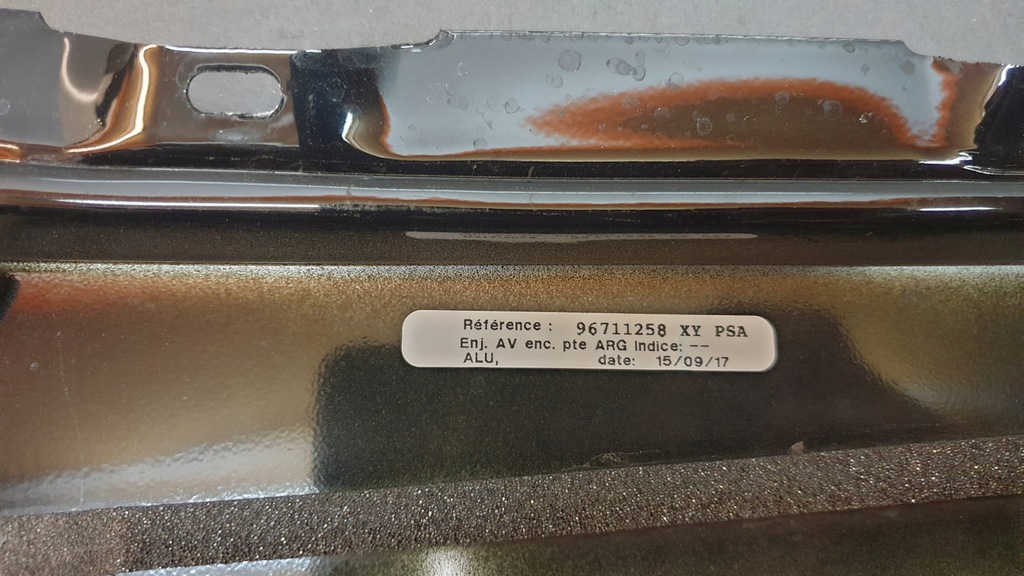 Référence : 96711258 XY PSA
Enj. AV enc. pte ARG Indice: --
ALU, date: 15/09/17